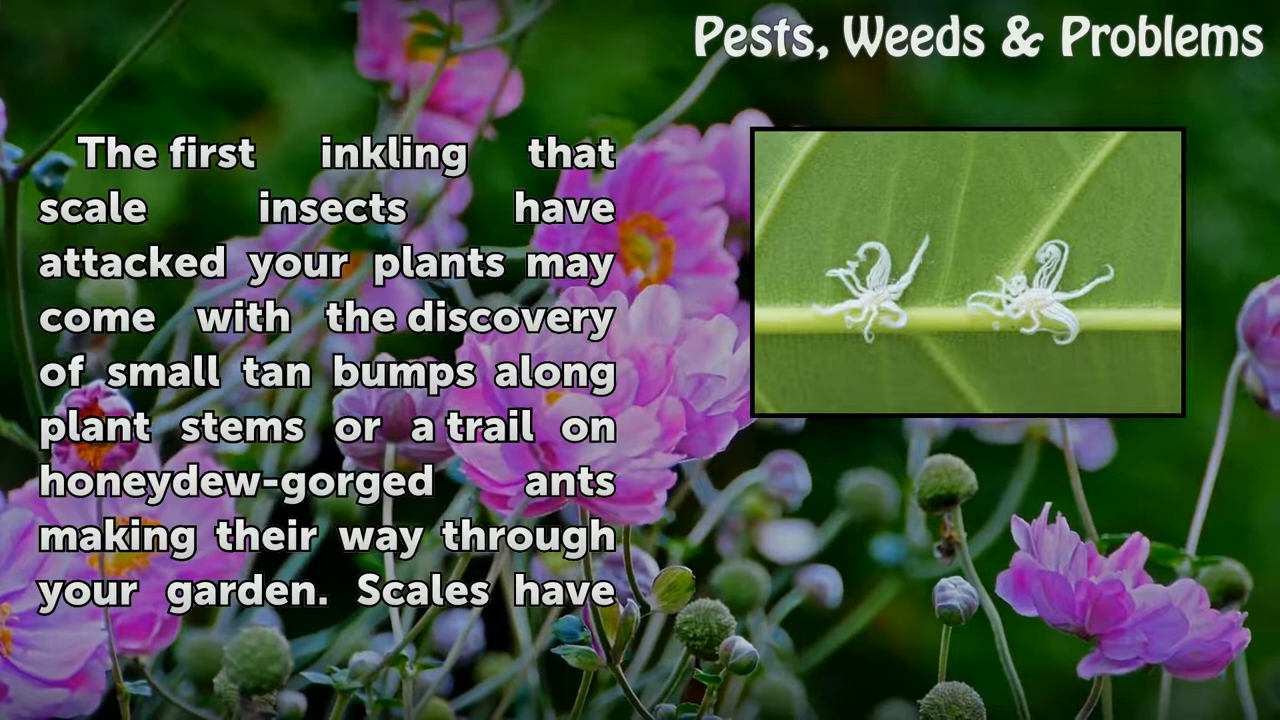 Pests, Weeds & Problems
The first inkling that
scale insects have
attacked your plants may
come with the discovery
of small tan bumps along
plant stems or a trail on
honeydew-gorged ants
making their way through
your garden. Scales have